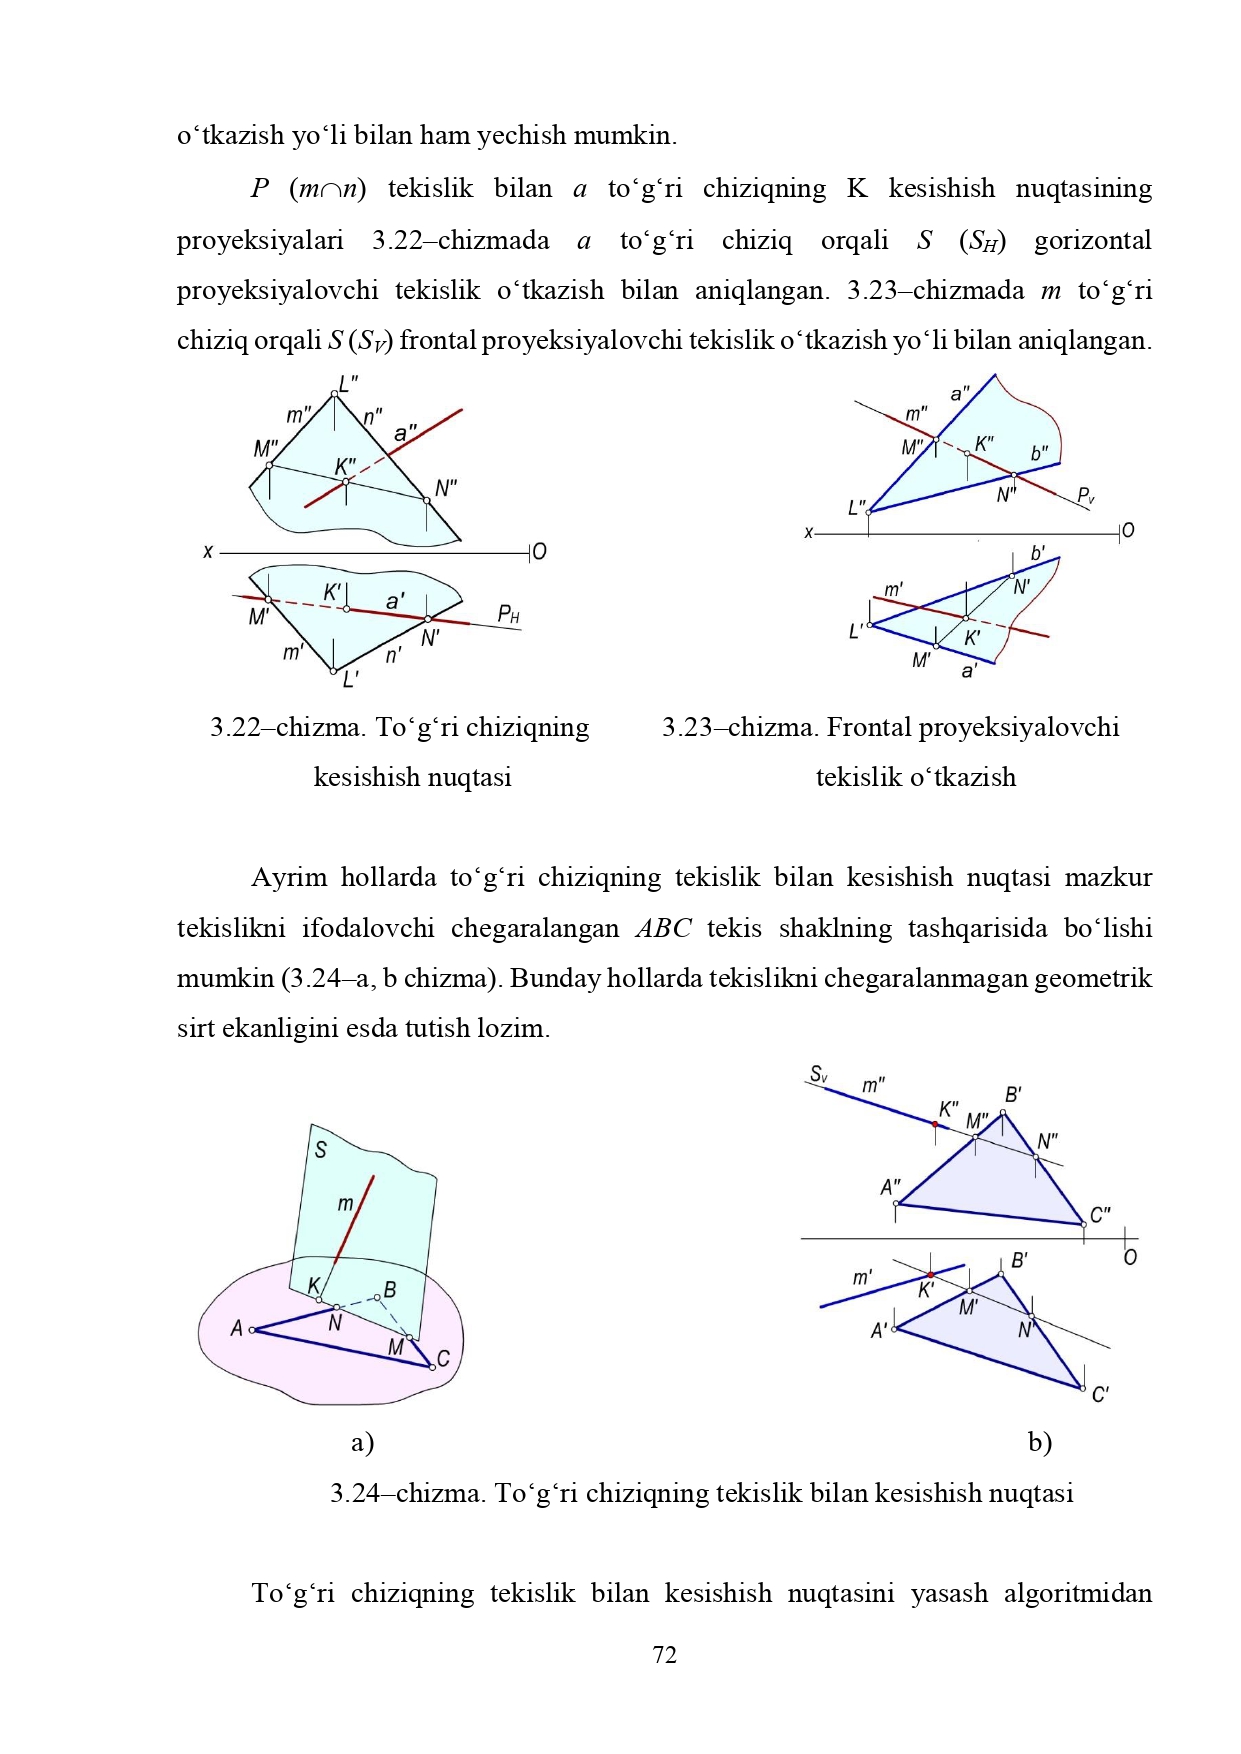 o‘tkazish yo‘li bilan ham yechish mumkin.
P (m∩n) tekislik bilan a to‘g‘ri chiziqning K kesishish nuqtasining
proyeksiyalari 3.22–chizmada a to‘g‘ri chiziq orqali S (S_H) gorizontal
proyeksiyalovchi tekislik o‘tkazish bilan aniqlangan. 3.23–chizmada m to‘g‘ri
chiziq orqali S (S_V) frontal proyeksiyalovchi tekislik o‘tkazish yo‘li bilan aniqlangan.
L"
m"
n"
a"
M"
K"
N"
x
O
K'
a'
M'
P_H
N'
m'
n'
L'
a"
m"
M"
K"
b"
N"
P_v
L"
x
O
b'
m'
N'
L'
K'
M'
a'
3.22–chizma. To‘g‘ri chiziqning
kesishish nuqtasi
3.23–chizma. Frontal proyeksiyalovchi
tekislik o‘tkazish
Ayrim hollarda to‘g‘ri chiziqning tekislik bilan kesishish nuqtasi mazkur
tekislikni ifodalovchi chegaralangan ABC tekis shaklning tashqarisida bo‘lishi
mumkin (3.24–a, b chizma). Bunday hollarda tekislikni chegaralanmagan geometrik
sirt ekanligini esda tutish lozim.
S
m
K
B
A
N
M
C
S_v
m"
B'
K"
M"
N"
A"
C"
O
B'
m'
K'
M'
A'
N'
C'
a)
b)
3.24–chizma. To‘g‘ri chiziqning tekislik bilan kesishish nuqtasi
To‘g‘ri chiziqning tekislik bilan kesishish nuqtasini yasash algoritmidan
72